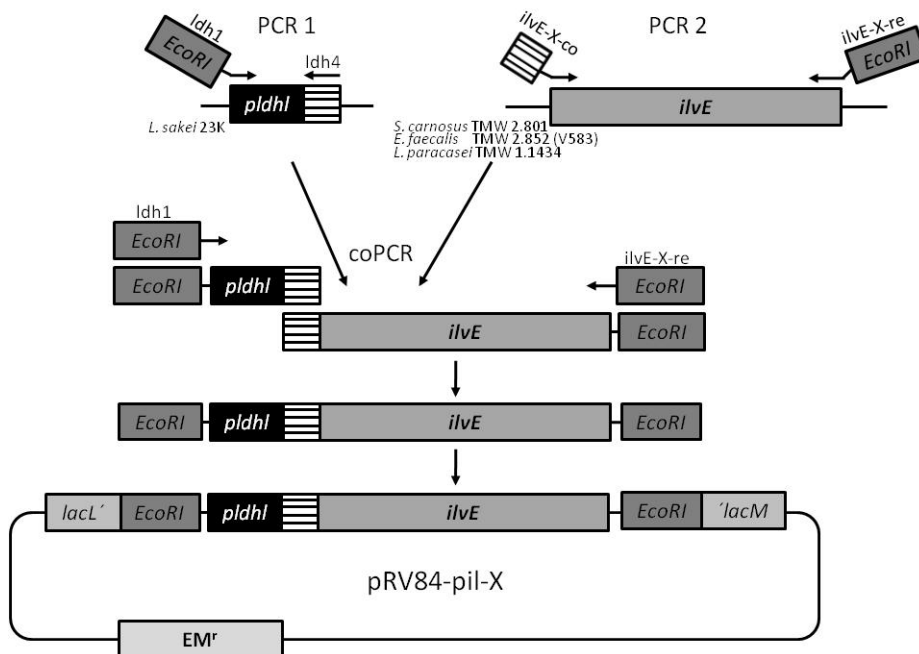 PCR 1
PCR 2
ldh1
EcoRI
ldh4
pldhl
L. sakei 23K
ilvE-X-co
ilvE-X-re
EcoRI
ilvE
S. carnosus TMW 2.801
E. faecalis TMW 2.852 (V583)
L. paracasei TMW 1.1434
ldh1
EcoRI
coPCR
ilvE-X-re
EcoRI pldhl EcoRI
ilvE EcoRI
EcoRI pldhl ilvE EcoRI
lacL´ EcoRI pldhl ilvE EcoRI ´lacM
pRV84-pil-X
EMʳ